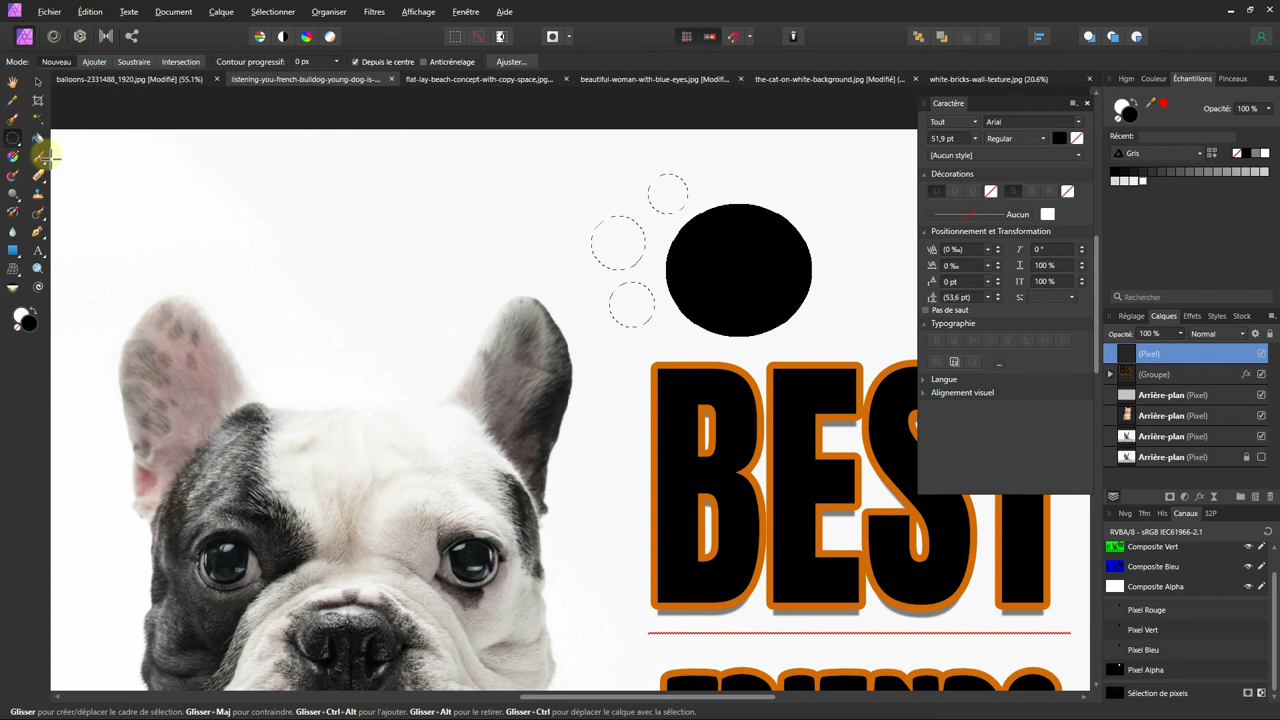 Fichier Édition Texte Document Calque Sélectionner Organiser Filtres Affichage Fenêtre Aide
Mode: Nouveau Ajouter Soustraire Intersection Contour progressif: 0 px Depuis le centre Anticrénelage Ajuster...
balloons-2331488_1920.jpg [Modifié] (55.1%) listening-you-french-bulldog-young-dog-is-... flat-lay-beach-concept-with-copy-space.jpg... beautiful-woman-with-blue-eyes.jpg [Modifi... the-cat-on-white-background.jpg [Modifié] (... white-bricks-wall-texture.jpg (20.6%)
Hgm Couleur Échantillons Pinceaux
Caractère
Opacité: 100 %
Tout Arial
51,9 pt Regular
Récent:
[Aucun style]
Gris
Décorations
U U U S S S
Aucun
Positionnement et Transformation
(0 ‰) 0 °
0 ‰ 100 %
0 pt 100 %
(53,6 pt) S:
Rechercher
Pas de saut
Réglage Calques Effets Styles Stock
Typographie
Opacité: 100 % Normal
(Pixel)
...
(Groupe)
Langue
Alignement visuel
Arrière-plan (Pixel)
Arrière-plan (Pixel)
Arrière-plan (Pixel)
Arrière-plan (Pixel)
BEST
FRIENDS
Nvg Tfm His Canaux 32P
RVBA/8 - sRGB IEC61966-2.1
Composite Vert
Composite Bleu
Composite Alpha
Pixel Rouge
Pixel Vert
Pixel Bleu
Pixel Alpha
Sélection de pixels
Glisser pour créer/déplacer le cadre de sélection. Glisser+Maj pour contraindre. Glisser+Ctrl+Alt pour l'ajouter. Glisser+Alt pour le retirer. Glisser+Ctrl pour déplacer le calque avec la sélection.